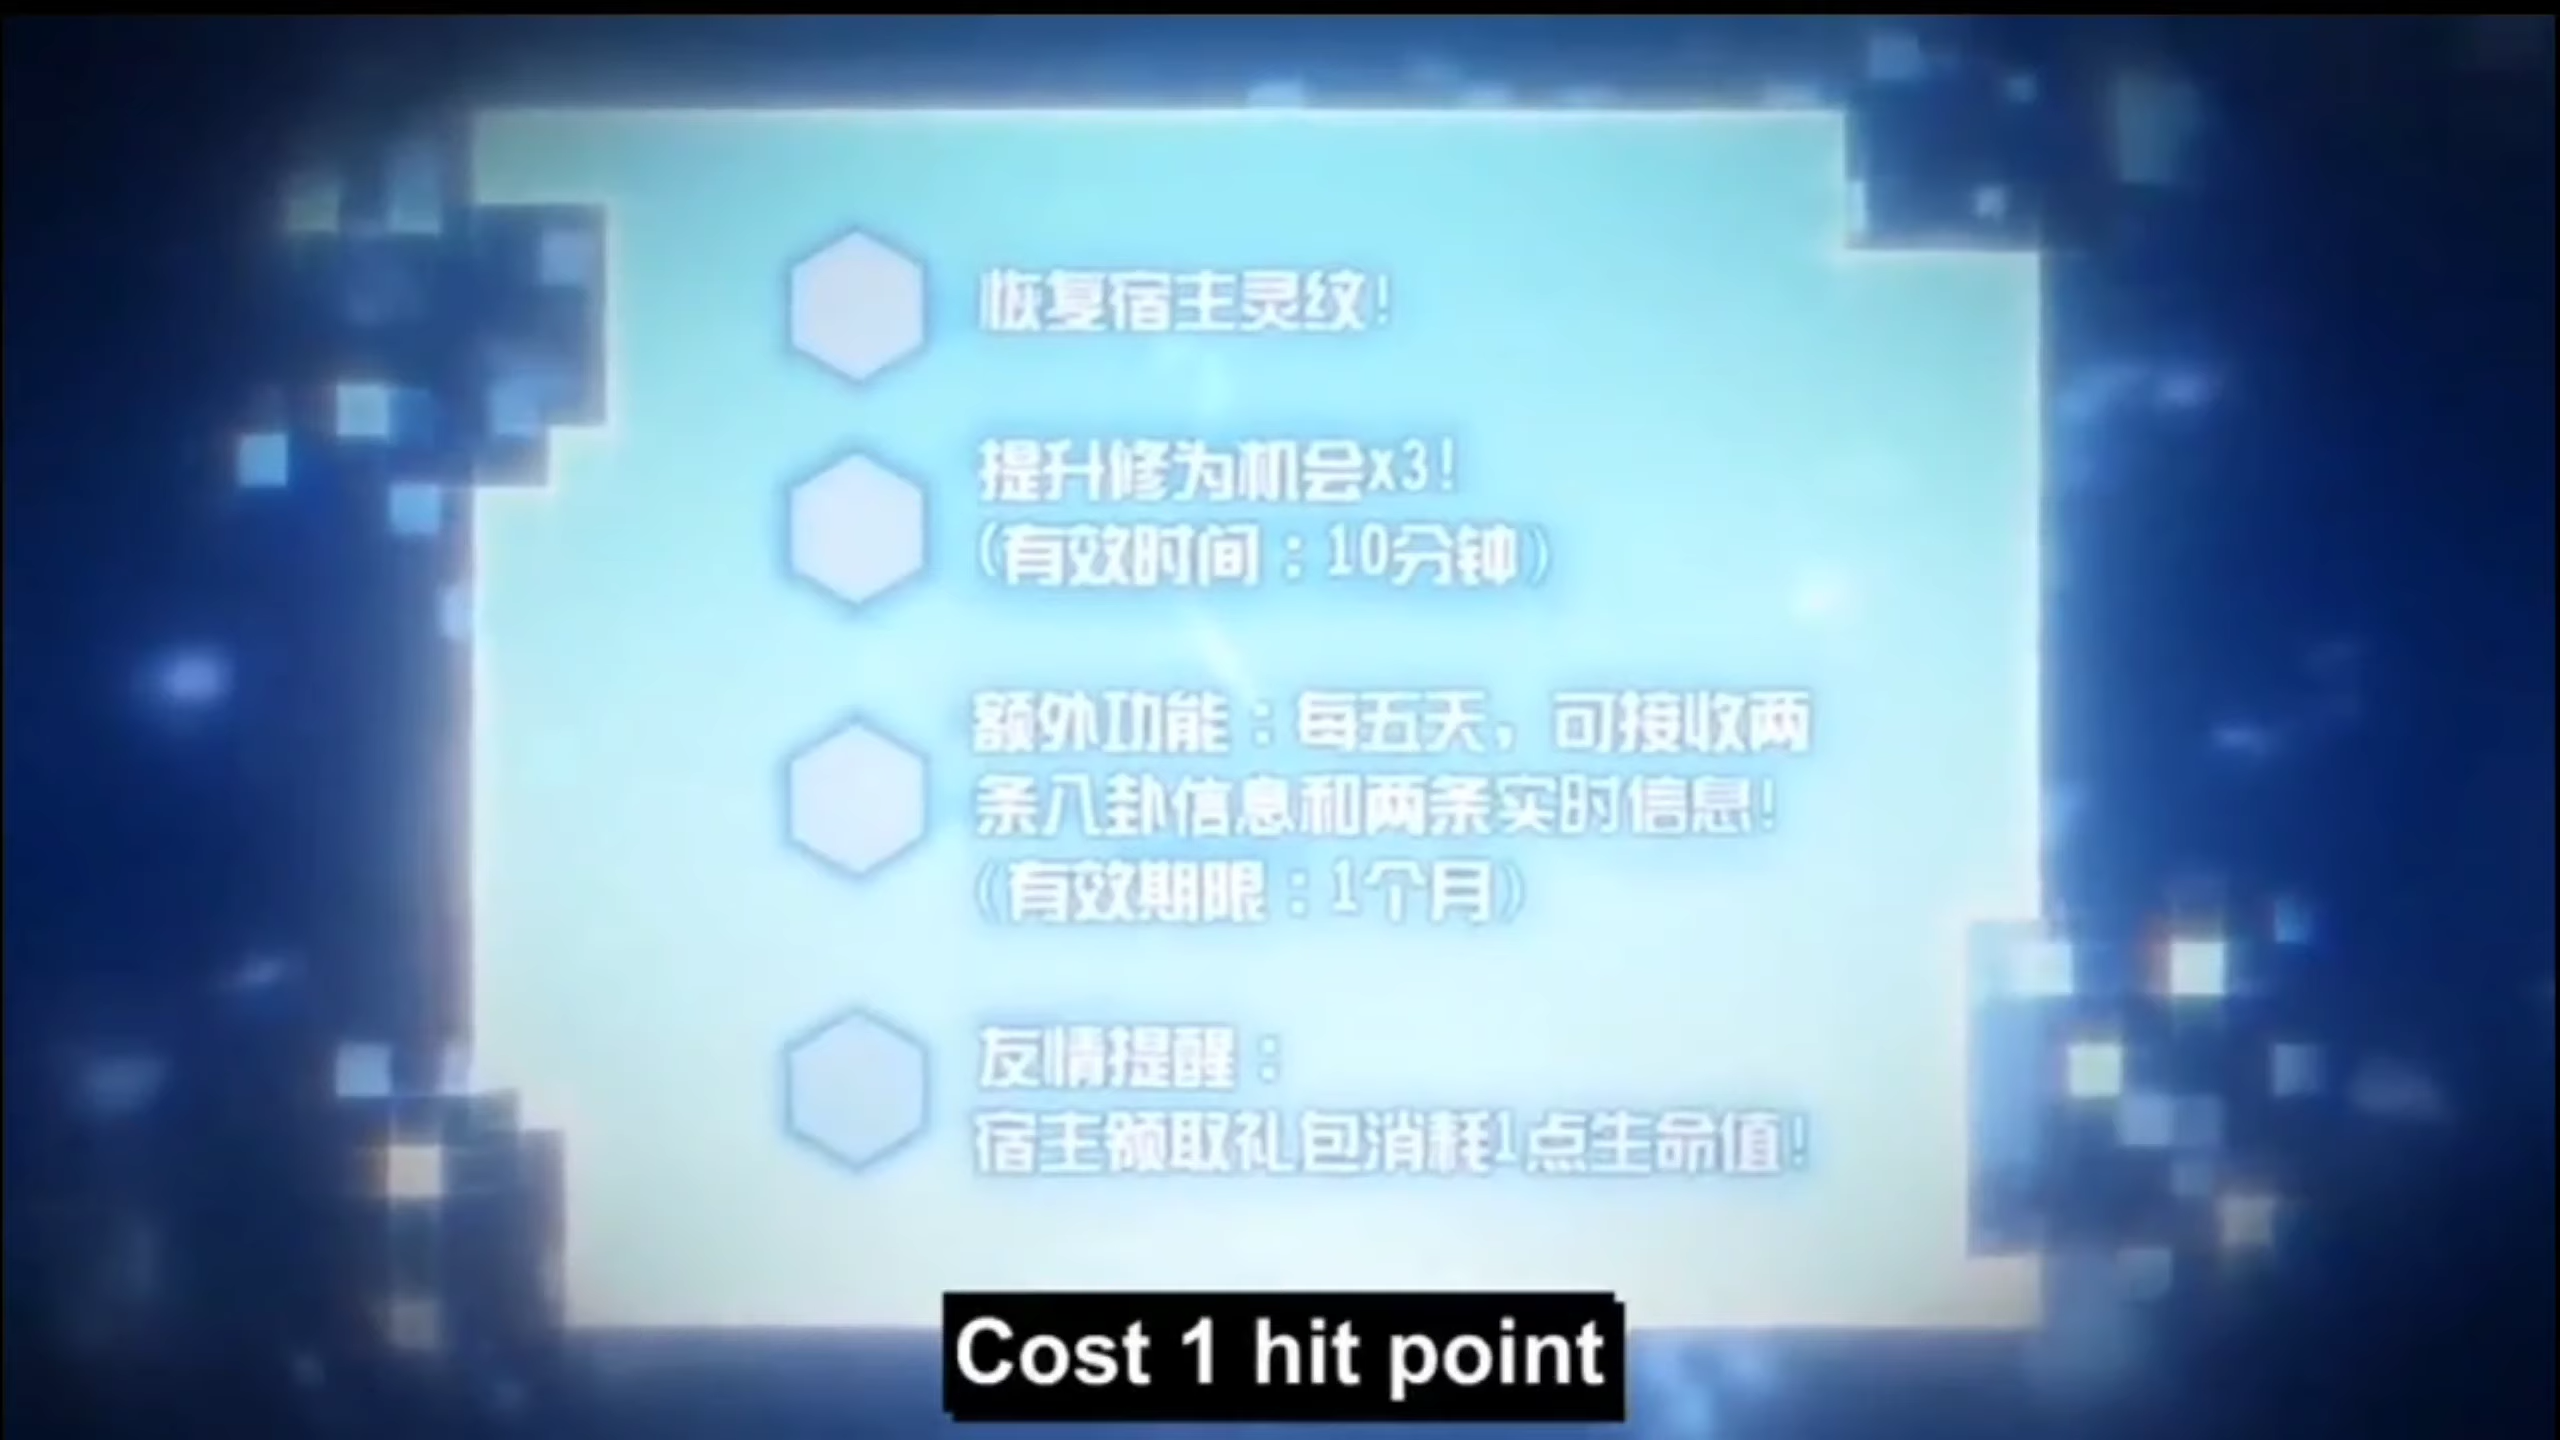 恢复宿主灵纹!
提升修为机会x3!
(有效时间:10分钟)
额外功能:每五天,可接收两
条八卦信息和两条实时信息!
(有效期限:1个月)
友情提醒:
宿主领取礼包消耗1点生命值!
Cost 1 hit point